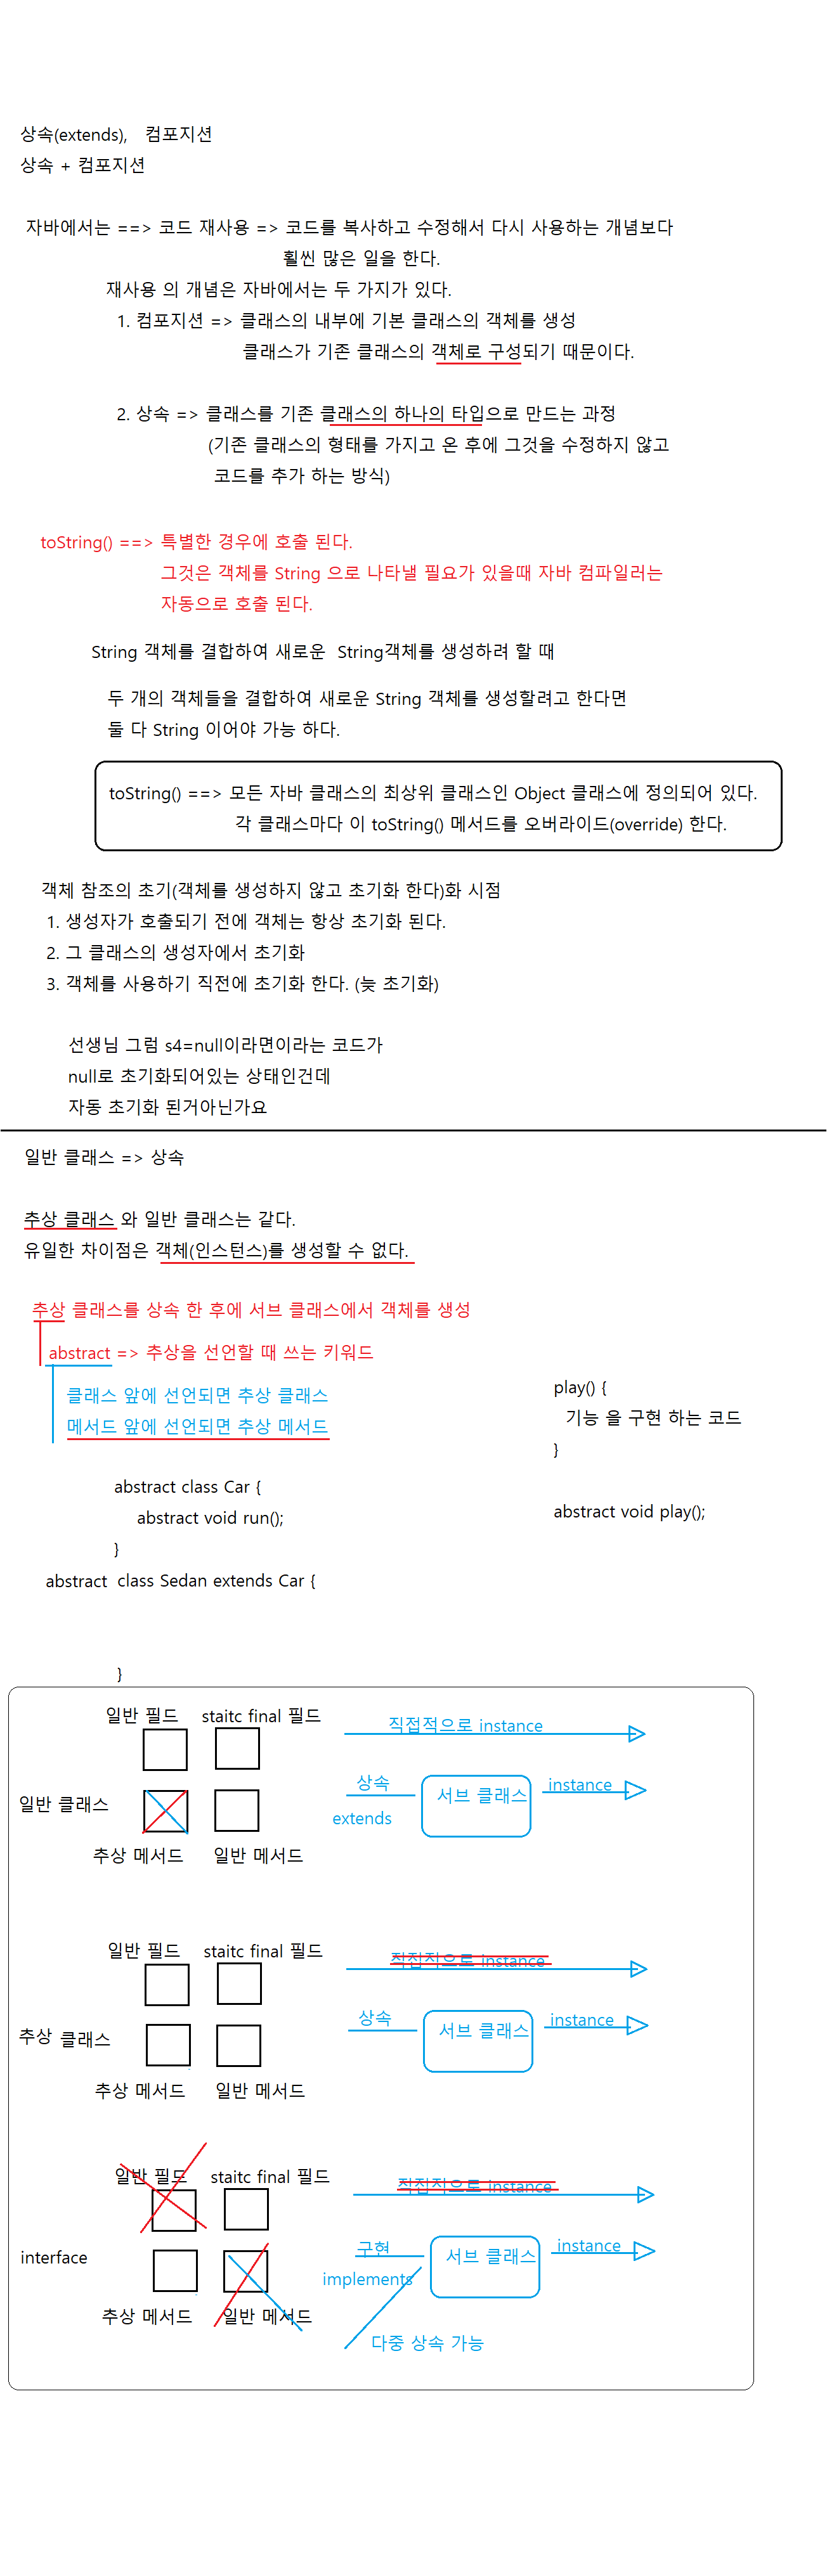 상속(extends), 컴포지션
상속 + 컴포지션
자바에서는 ==> 코드 재사용 => 코드를 복사하고 수정해서 다시 사용하는 개념보다
훨씬 많은 일을 한다.
재사용 의 개념은 자바에서는 두 가지가 있다.
1. 컴포지션 => 클래스의 내부에 기본 클래스의 객체를 생성
클래스가 기존 클래스의 객체로 구성되기 때문이다.
2. 상속 => 클래스를 기존 클래스의 하나의 타입으로 만드는 과정
(기존 클래스의 형태를 가지고 온 후에 그것을 수정하지 않고
코드를 추가 하는 방식)
toString() ==> 특별한 경우에 호출 된다.
그것은 객체를 String 으로 나타낼 필요가 있을때 자바 컴파일러는
자동으로 호출 된다.
String 객체를 결합하여 새로운 String객체를 생성하려 할 때
두 개의 객체들을 결합하여 새로운 String 객체를 생성할려고 한다면
둘 다 String 이어야 가능 하다.
toString() ==> 모든 자바 클래스의 최상위 클래스인 Object 클래스에 정의되어 있다.
각 클래스마다 이 toString() 메서드를 오버라이드(override) 한다.
객체 참조의 초기(객체를 생성하지 않고 초기화 한다)화 시점
1. 생성자가 호출되기 전에 객체는 항상 초기화 된다.
2. 그 클래스의 생성자에서 초기화
3. 객체를 사용하기 직전에 초기화 한다. (늦 초기화)
선생님 그럼 s4=null이라면이라는 코드가
null로 초기화되어있는 상태인건데
자동 초기화 된거아닌가요
일반 클래스 => 상속
추상 클래스 와 일반 클래스는 같다.
유일한 차이점은 객체(인스턴스)를 생성할 수 없다.
추상 클래스를 상속 한 후에 서브 클래스에서 객체를 생성
abstract => 추상을 선언할 때 쓰는 키워드
클래스 앞에 선언되면 추상 클래스
메서드 앞에 선언되면 추상 메서드
play() {
기능 을 구현 하는 코드
}
abstract void play();
abstract class Car {
abstract void run();
}
abstract class Sedan extends Car {
}
일반 필드 staitc final 필드
직접적으로 instance
일반 클래스
상속
extends
서브 클래스
instance
추상 메서드 일반 메서드
일반 필드 staitc final 필드
직접적으로 instance
추상 클래스
상속
서브 클래스
instance
추상 메서드 일반 메서드
일반 필드 staitc final 필드
직접적으로 instance
interface
구현
implements
서브 클래스
instance
추상 메서드 일반 메서드
다중 상속 가능